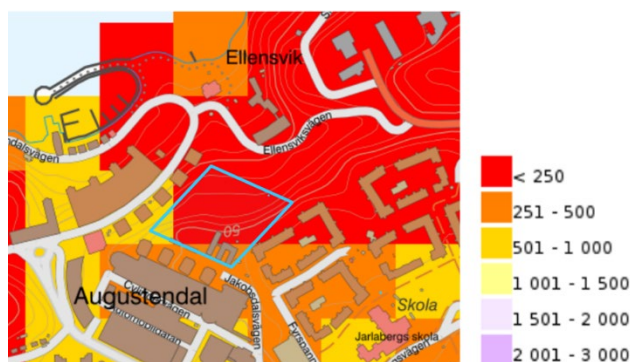 Ellensvik
Ellensviksvägen
dalsvägen
50
Augustendal
Jakobsdalsvägen
Skola
Jarlabergs skola
< 250
251 - 500
501 - 1 000
1 001 - 1 500
1 501 - 2 000
2 001 - 3 000